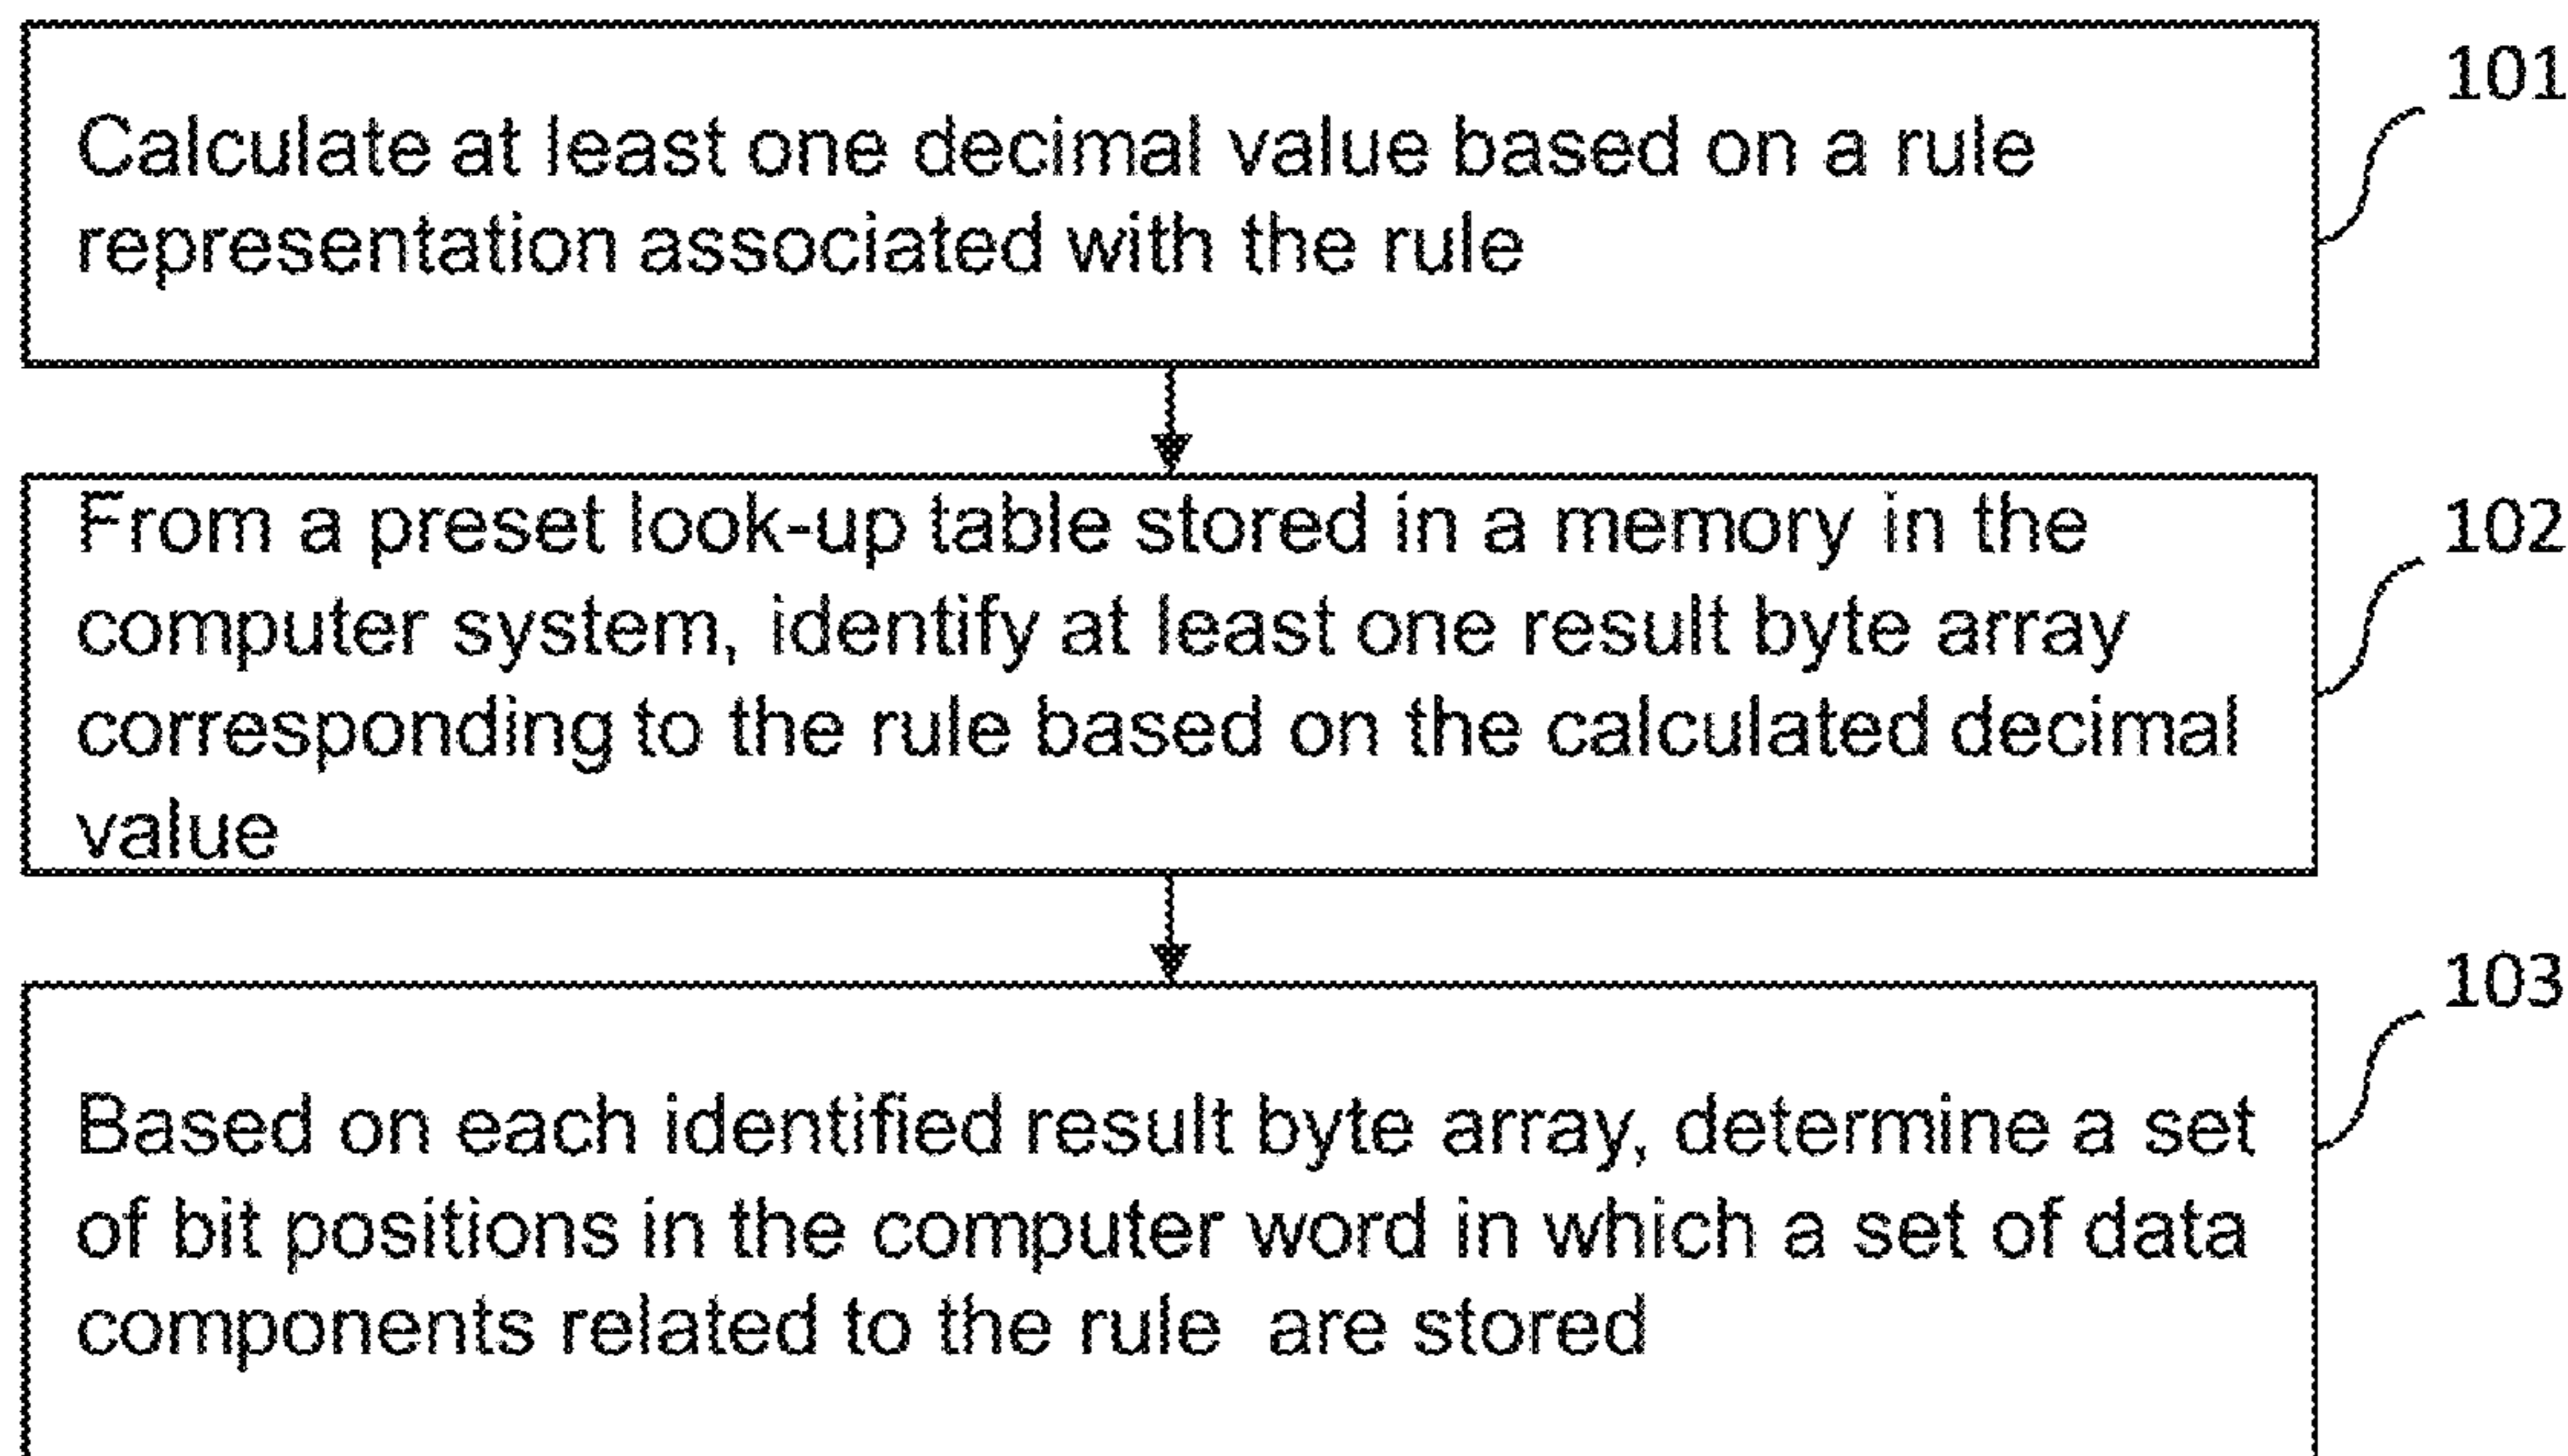 101
Calculate at least one decimal value based on a rule
representation associated with the rule
102
From a preset look-up table stored in a memory in the
computer system, identify at least one result byte array
corresponding to the rule based on the calculated decimal
value
103
Based on each identified result byte array, determine a set
of bit positions in the computer word in which a set of data
components related to the rule are stored